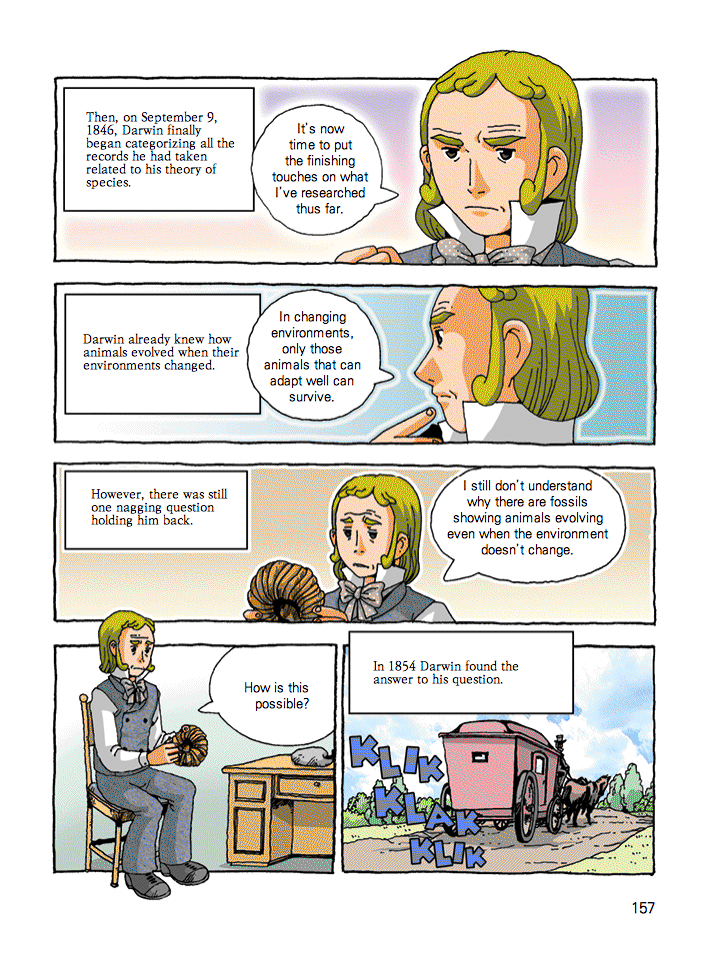 Then, on September 9,
1846, Darwin finally
began categorizing all the
records he had taken
related to his theory of
species.
It's now
time to put
the finishing
touches on what
I've researched
thus far.
Darwin already knew how
animals evolved when their
environments changed.
In changing
environments,
only those
animals that can
adapt well can
survive.
However, there was still
one nagging question
holding him back.
I still don't understand
why there are fossils
showing animals evolving
even when the environment
doesn't change.
How is this
possible?
In 1854 Darwin found the
answer to his question.
KLIK
KLAK
KLIK
157